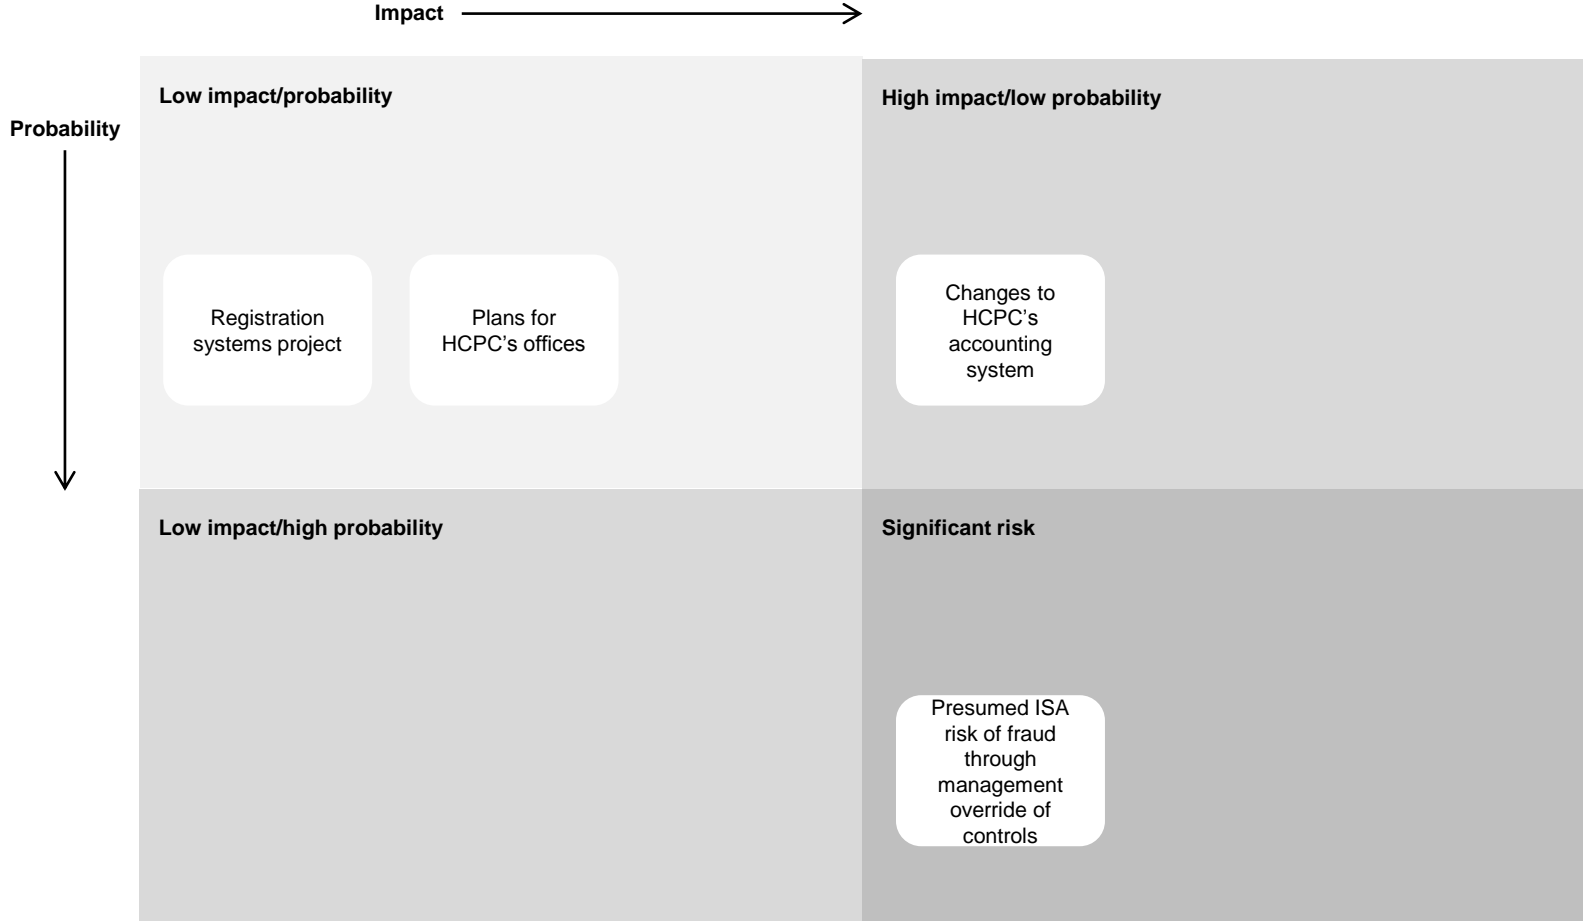 Impact
Probability
Low impact/probability
High impact/low probability
Registration
systems project
Plans for
HCPC’s offices
Changes to
HCPC’s
accounting
system
Low impact/high probability
Significant risk
Presumed ISA
risk of fraud
through
management
override of
controls